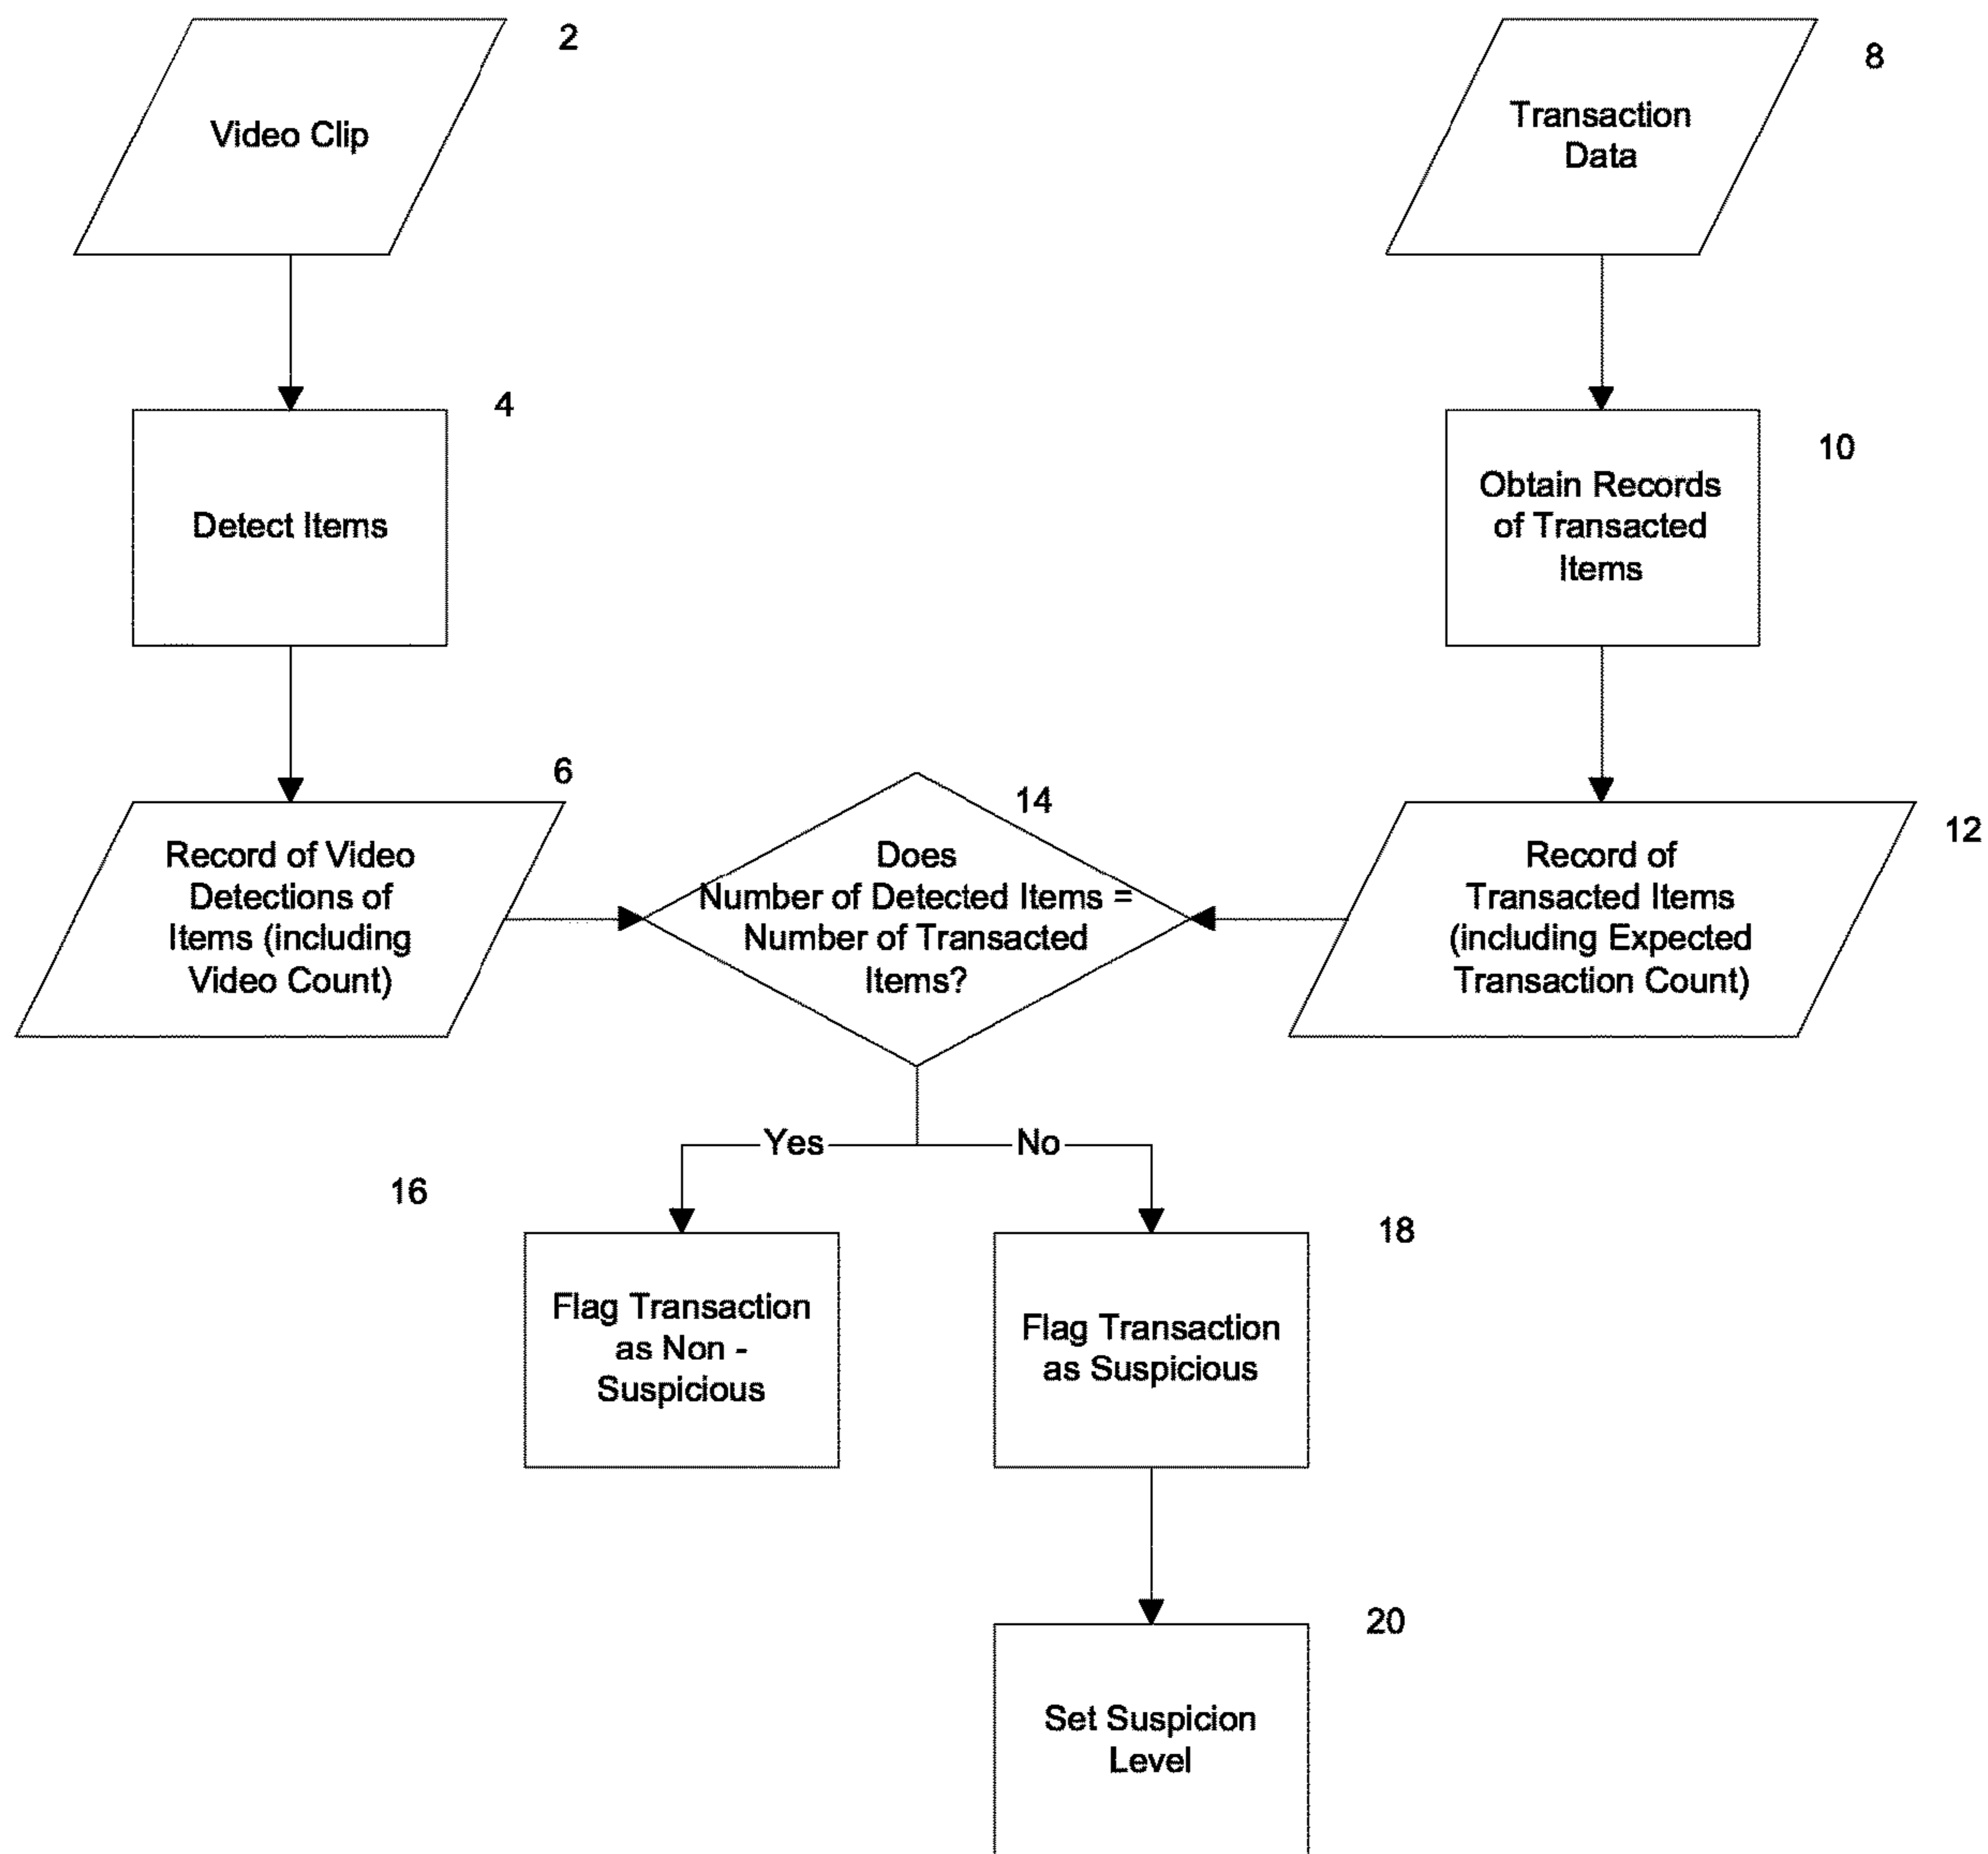 2
Video Clip
8
Transaction
Data
4
Detect Items
10
Obtain Records
of Transacted
Items
6
Record of Video
Detections of
Items (including
Video Count)
14
Does
Number of Detected Items =
Number of Transacted
Items?
12
Record of
Transacted Items
(including Expected
Transaction Count)
Yes
No
16
Flag Transaction
as Non -
Suspicious
18
Flag Transaction
as Suspicious
20
Set Suspicion
Level